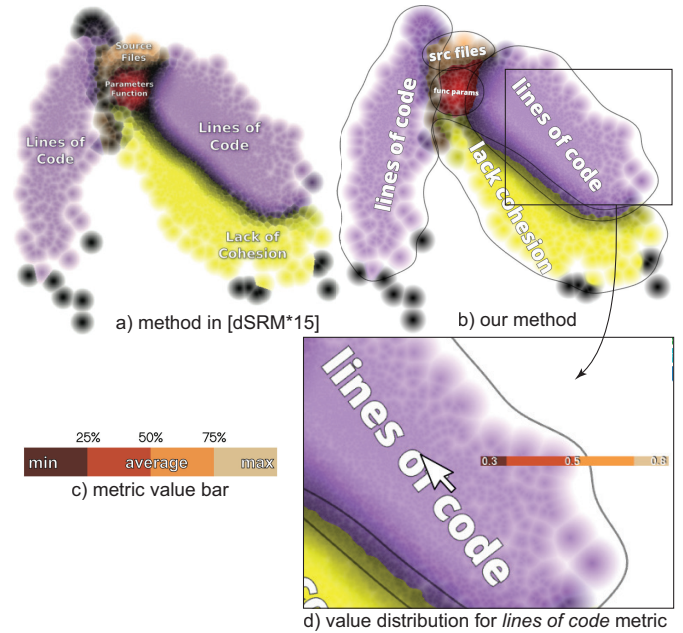 Source
Files
Parameters
Function
Lines of
Code
Lines of
Code
Lack of
Cohesion
a) method in [dSRM*15]
src files
func params
lines of code
lines of code
lack cohesion
b) our method
25% 50% 75%
min average max
c) metric value bar
lines of code
0.3 0.5
d) value distribution for lines of code metric